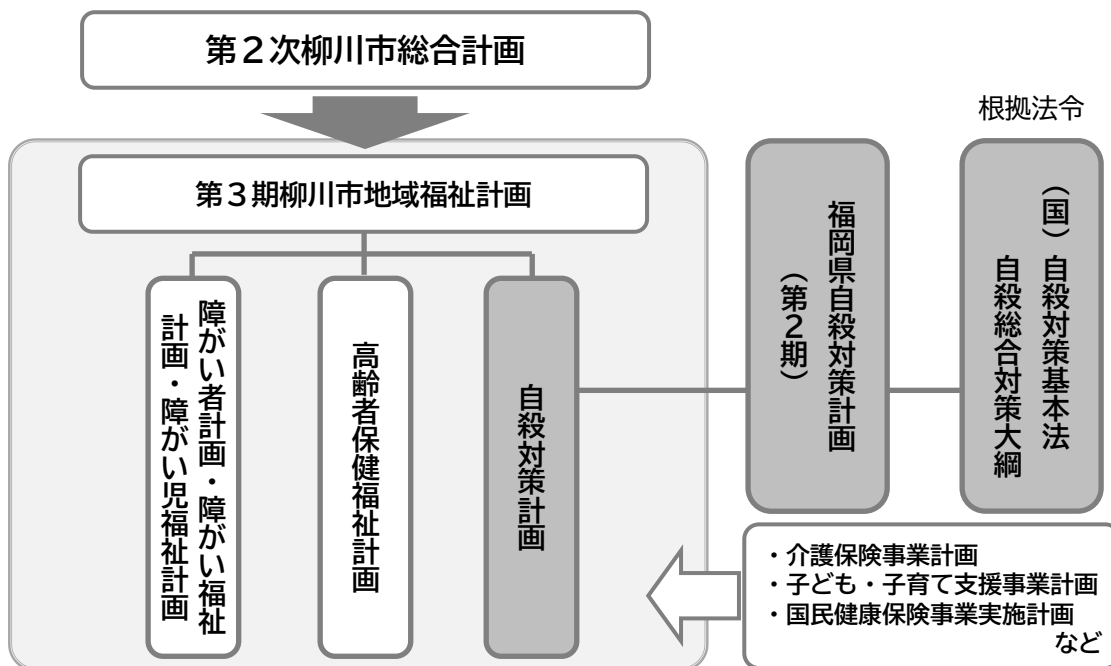 第２次柳川市総合計画
根拠法令
第３期柳川市地域福祉計画
障がい者計画・障がい福祉
計画・障がい児福祉計画
高齢者保健福祉計画
自殺対策計画
福岡県自殺対策計画
（第２期）
（国）自殺対策基本法
自殺総合対策大綱
・介護保険事業計画
・子ども・子育て支援事業計画
・国民健康保険事業実施計画
など